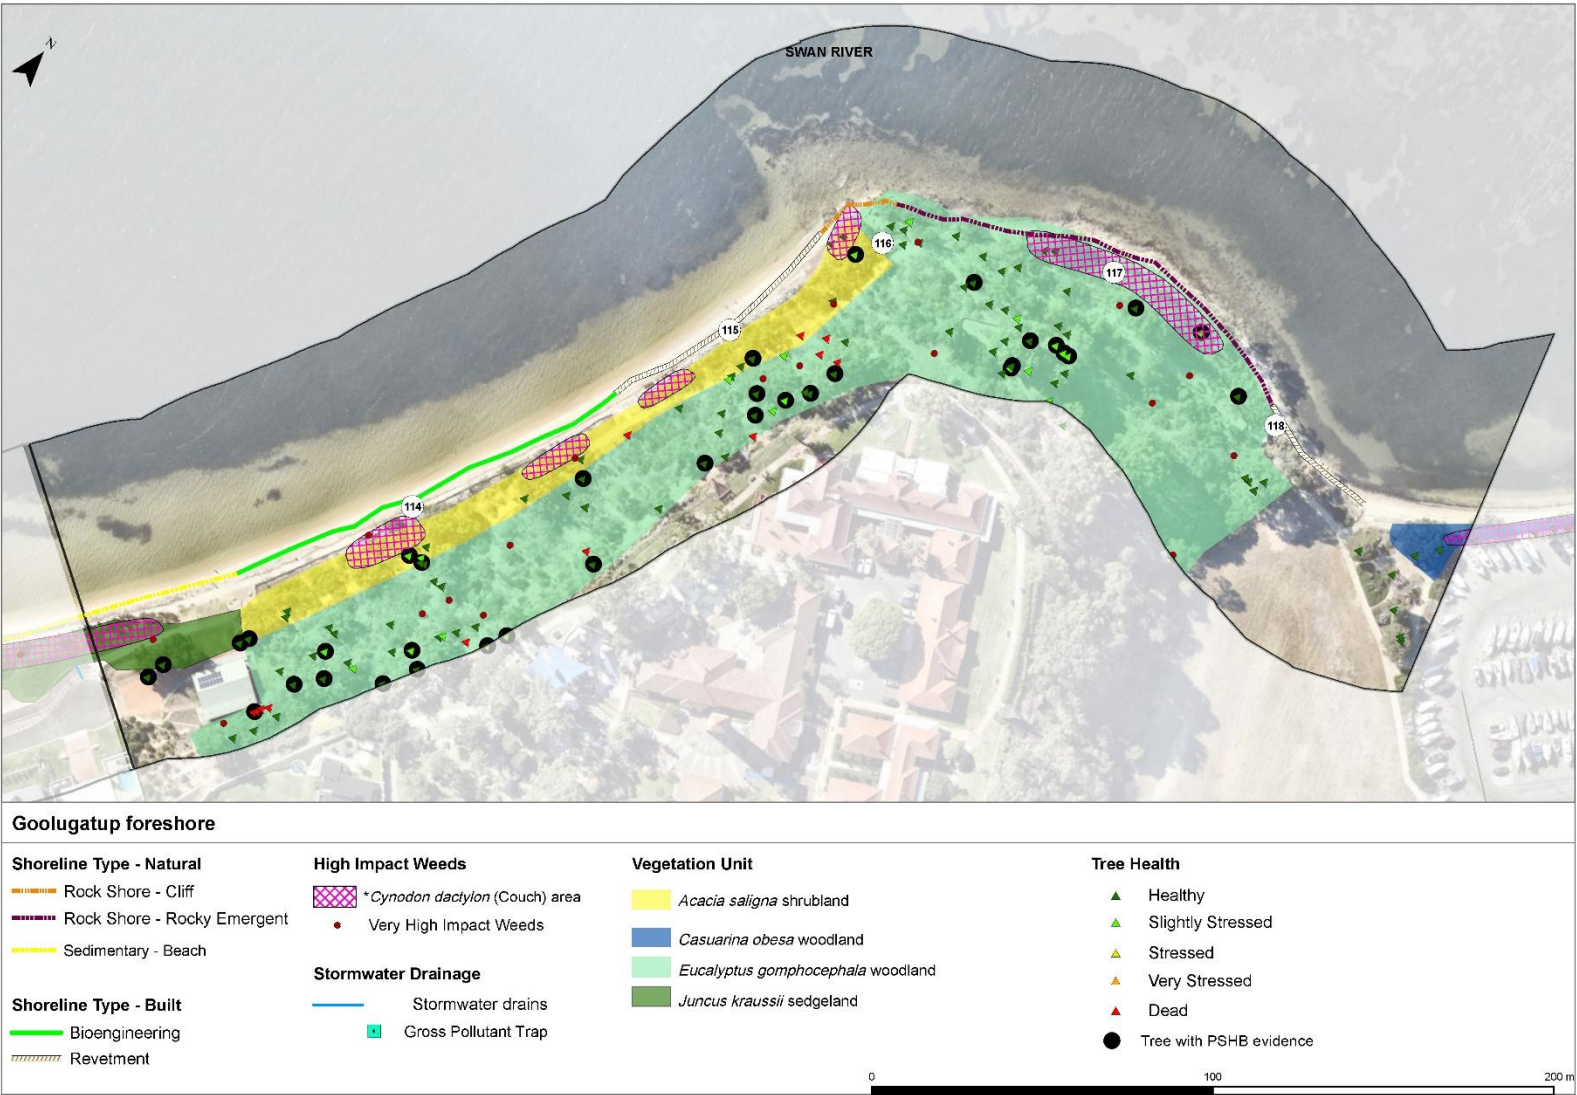 N
SWAN RIVER
116
117
115
118
114
Goolugatup foreshore
Shoreline Type - Natural
Rock Shore - Cliff
Rock Shore - Rocky Emergent
Sedimentary - Beach
Shoreline Type - Built
Bioengineering
Revetment
High Impact Weeds
*Cynodon dactylon (Couch) area
Very High Impact Weeds
Stormwater Drainage
Stormwater drains
Gross Pollutant Trap
Vegetation Unit
Acacia saligna shrubland
Casuarina obesa woodland
Eucalyptus gomphocephala woodland
Juncus kraussii sedgeland
Tree Health
Healthy
Slightly Stressed
Stressed
Very Stressed
Dead
Tree with PSHB evidence
0 100 200 m